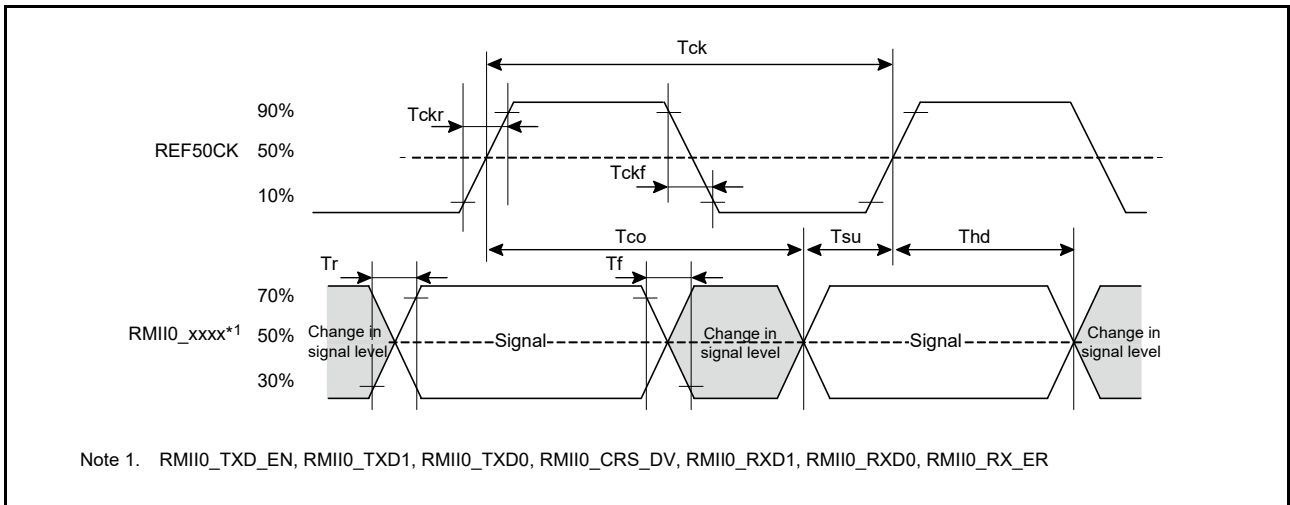 Tck
90%
Tckr
REF50CK 50%
Tckf
10%
Tco Tsu Thd
Tr Tf
70%
RMII0_xxxx*1 50% Change in signal level Signal Change in signal level Signal Change in signal level
30%
Note 1. RMII0_TXD_EN, RMII0_TXD1, RMII0_TXD0, RMII0_CRS_DV, RMII0_RXD1, RMII0_RXD0, RMII0_RX_ER